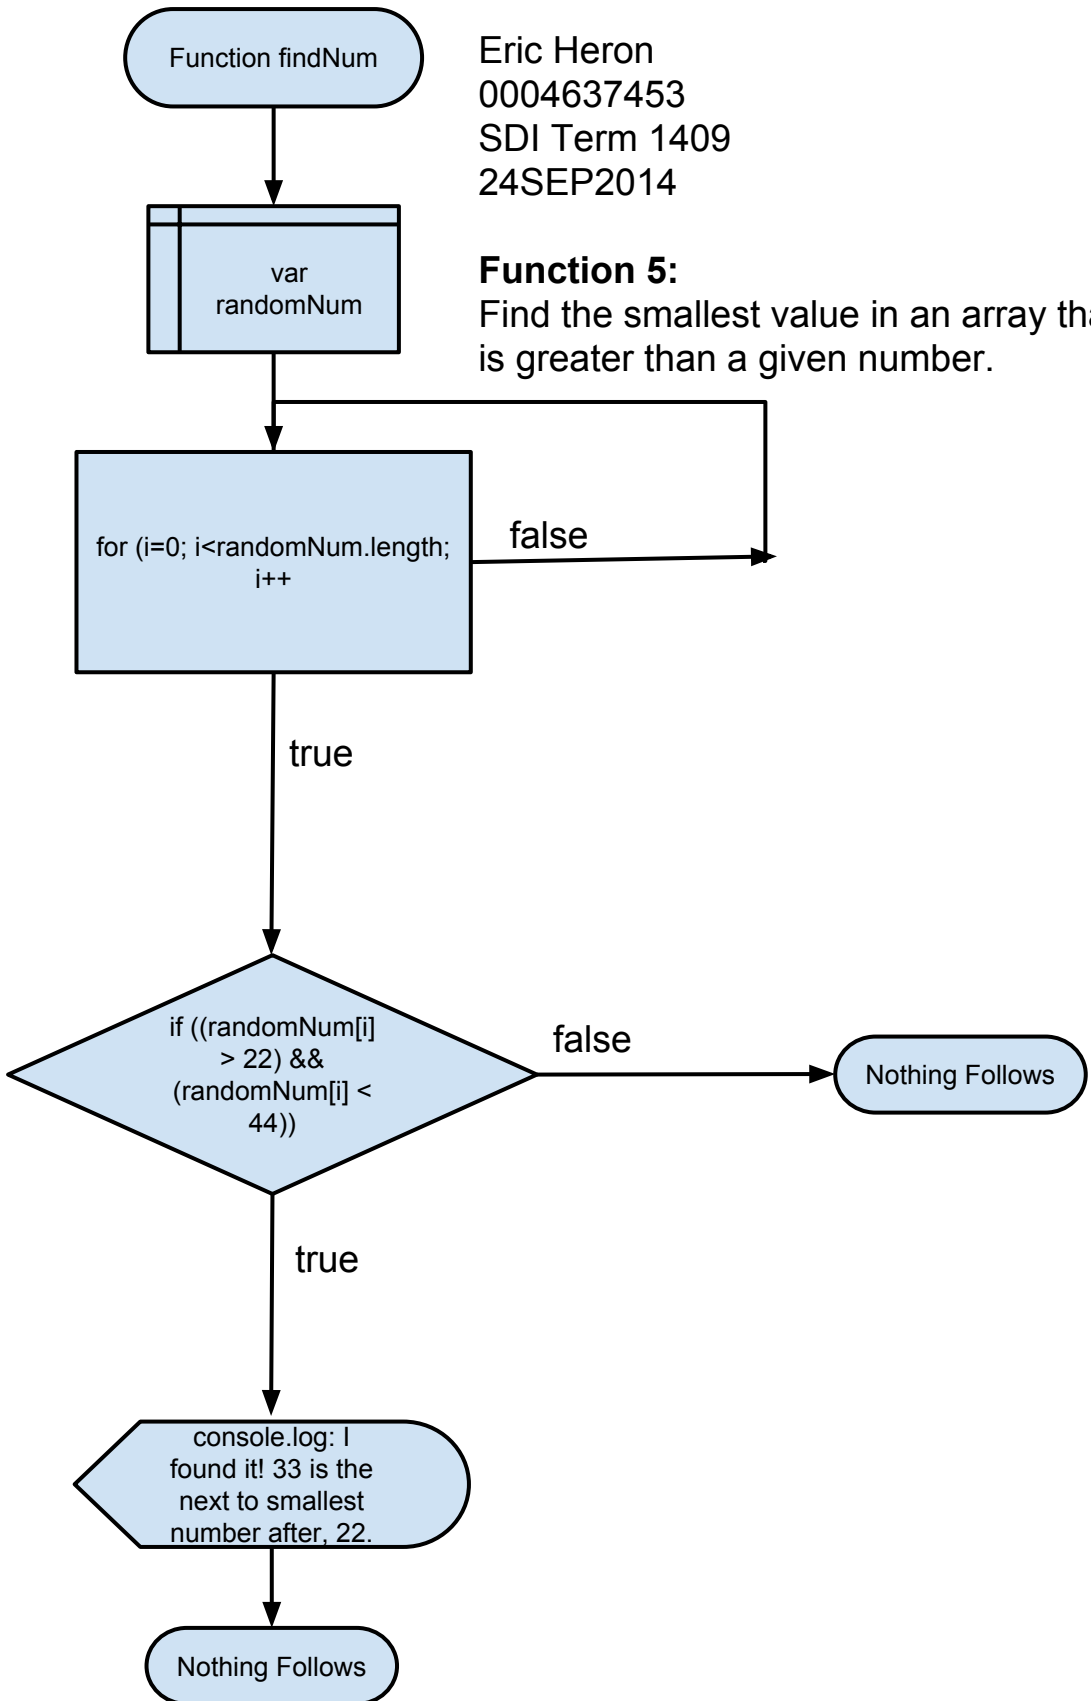 Function findNum
Eric Heron
0004637453
SDI Term 1409
24SEP2014
var
randomNum
Function 5:
Find the smallest value in an array tha
is greater than a given number.
for (i=0; i<randomNum.length;
i++
false
true
if ((randomNum[i]
> 22) &&
(randomNum[i] <
44))
false
Nothing Follows
true
console.log: I
found it! 33 is the
next to smallest
number after, 22.
Nothing Follows